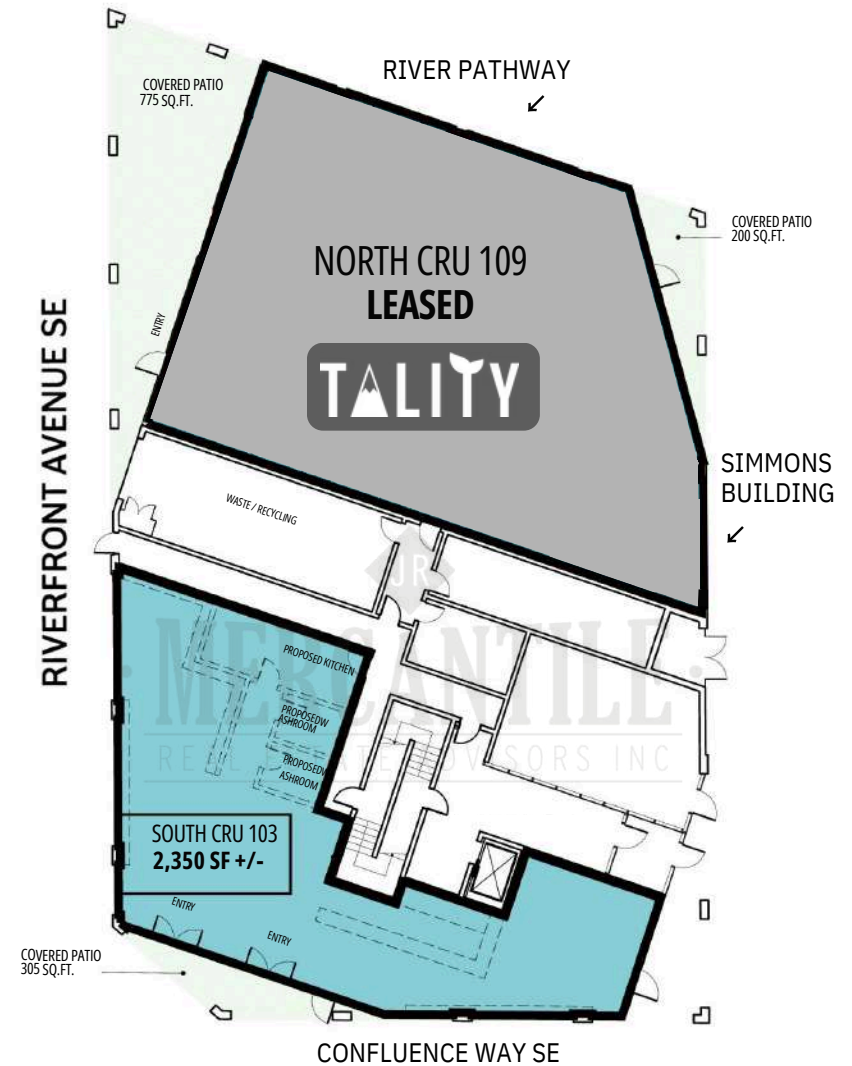 RIVER PATHWAY
COVERED PATIO
775 SQ.FT.
COVERED PATIO
200 SQ.FT.
NORTH CRU 109
LEASED
TALITY
ENTRY
RIVERFRONT AVENUE SE
SIMMONS
BUILDING
WASTE / RECYCLING
JR
MERCANTILE
REAL ESTATE ADVISORS INC
PROPOSED KITCHEN
PROPOSEDW
ASHROOM
PROPOSEDW
ASHROOM
SOUTH CRU 103
2,350 SF +/-
ENTRY
ENTRY
COVERED PATIO
305 SQ.FT.
CONFLUENCE WAY SE